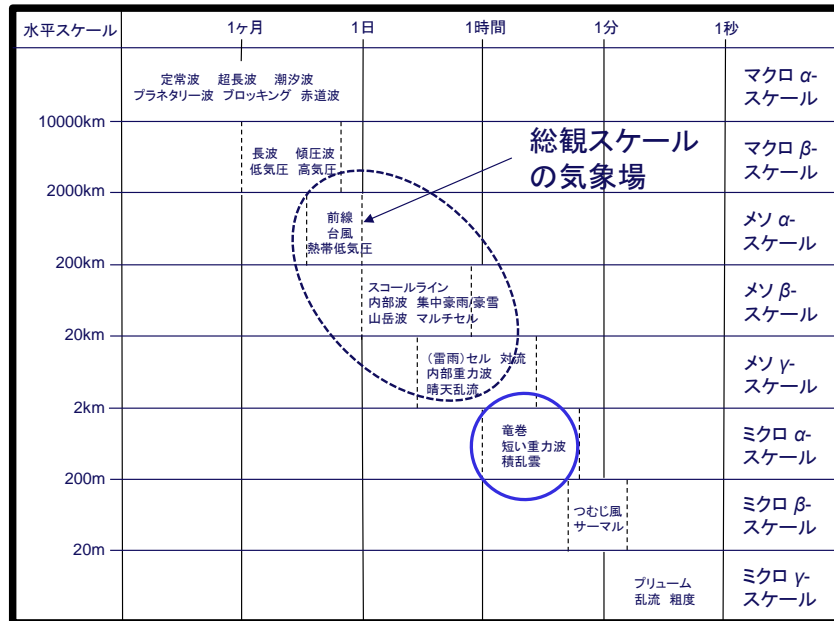 水平スケール 1ヶ月 1日 1時間 1分 1秒
定常波 超長波 潮汐波
プラネタリー波 ブロッキング 赤道波
マクロ α-
スケール
10000km
長波 傾圧波
低気圧 高気圧
総観スケール
の気象場
マクロ β-
スケール
2000km
前線
台風
熱帯低気圧
メソ α-
スケール
200km
スコールライン
内部波 集中豪雨/豪雪
山岳波 マルチセル
メソ β-
スケール
20km
(雷雨)セル 対流
内部重力波
晴天乱流
メソ γ-
スケール
2km
竜巻
短い重力波
積乱雲
ミクロ α-
スケール
200m
つむじ風
サーマル
ミクロ β-
スケール
20m
プリューム
乱流 粗度
ミクロ γ-
スケール